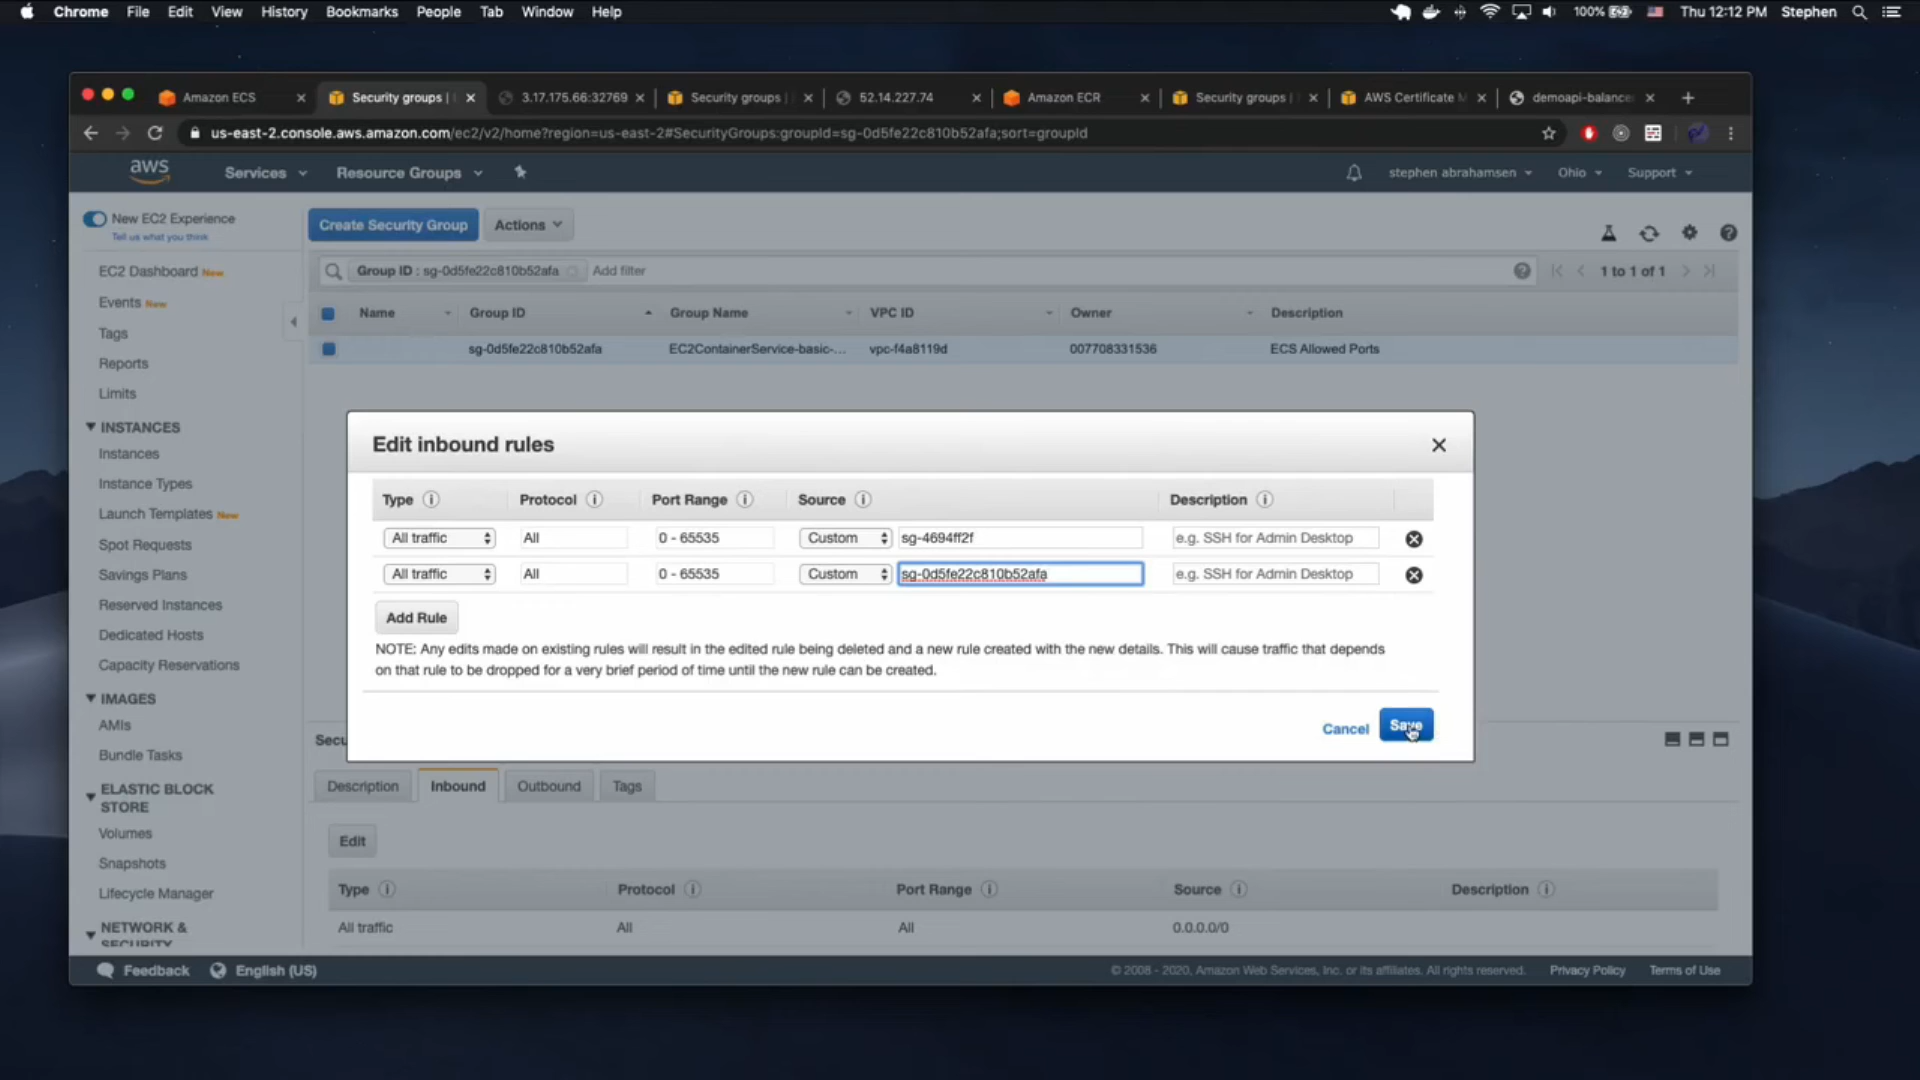 Chrome File Edit View History Bookmarks People Tab Window Help 100% Thu 12:12 PM Stephen
Amazon ECS Security groups | 3.17.175.66:32769 Security groups | 52.14.227.74 Amazon ECR Security groups | AWS Certificate M demoapi-balance
us-east-2.console.aws.amazon.com/ec2/v2/home?region=us-east-2#SecurityGroups:groupId=sg-0d5fe22c810b52afa;sort=groupId
aws Services Resource Groups stephen abrahamsen Ohio Support
New EC2 Experience
Tell us what you think
Create Security Group Actions
EC2 Dashboard New
Group ID : sg-0d5fe22c810b52afa Add filter 1 to 1 of 1
Events New
Name Group ID Group Name VPC ID Owner Description
Tags
sg-0d5fe22c810b52afa EC2ContainerService-basic-... vpc-f4a8119d 007708331536 ECS Allowed Ports
Reports
Limits
INSTANCES
Instances
Instance Types
Launch Templates New
Spot Requests
Savings Plans
Reserved Instances
Dedicated Hosts
Capacity Reservations
IMAGES
AMIs
Bundle Tasks
ELASTIC BLOCK
STORE
Volumes
Snapshots
Lifecycle Manager
NETWORK &
SECURITY
Edit inbound rules
Type Protocol Port Range Source Description
All traffic All 0 - 65535 Custom sg-4694ff2f e.g. SSH for Admin Desktop
All traffic All 0 - 65535 Custom sg-0d5fe22c810b52afa e.g. SSH for Admin Desktop
Add Rule
NOTE: Any edits made on existing rules will result in the edited rule being deleted and a new rule created with the new details. This will cause traffic that depends
on that rule to be dropped for a very brief period of time until the new rule can be created.
Cancel Save
Secu
Description Inbound Outbound Tags
Edit
Type Protocol Port Range Source Description
All traffic All All 0.0.0.0/0
Feedback English (US) © 2008 - 2020, Amazon Web Services, Inc. or its affiliates. All rights reserved. Privacy Policy Terms of Use